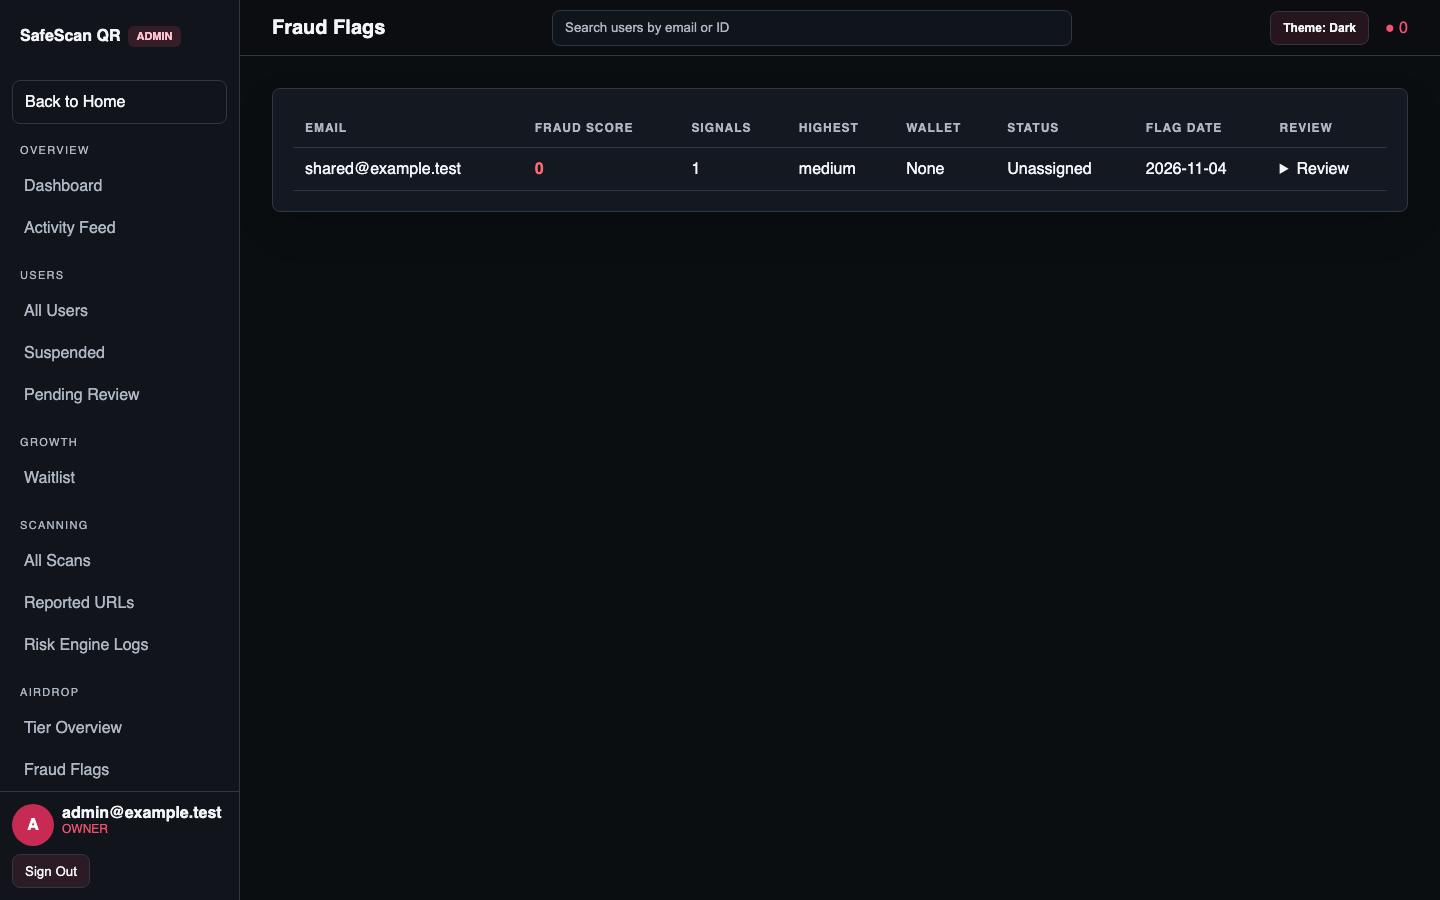 SafeScan QR ADMIN
Back to Home
OVERVIEW
Dashboard
Activity Feed
USERS
All Users
Suspended
Pending Review
GROWTH
Waitlist
SCANNING
All Scans
Reported URLs
Risk Engine Logs
AIRDROP
Tier Overview
Fraud Flags
A admin@example.test
OWNER
Sign Out
Fraud Flags Search users by email or ID Theme: Dark 0
EMAIL FRAUD SCORE SIGNALS HIGHEST WALLET STATUS FLAG DATE REVIEW
shared@example.test 0 1 medium None Unassigned 2026-11-04 Review